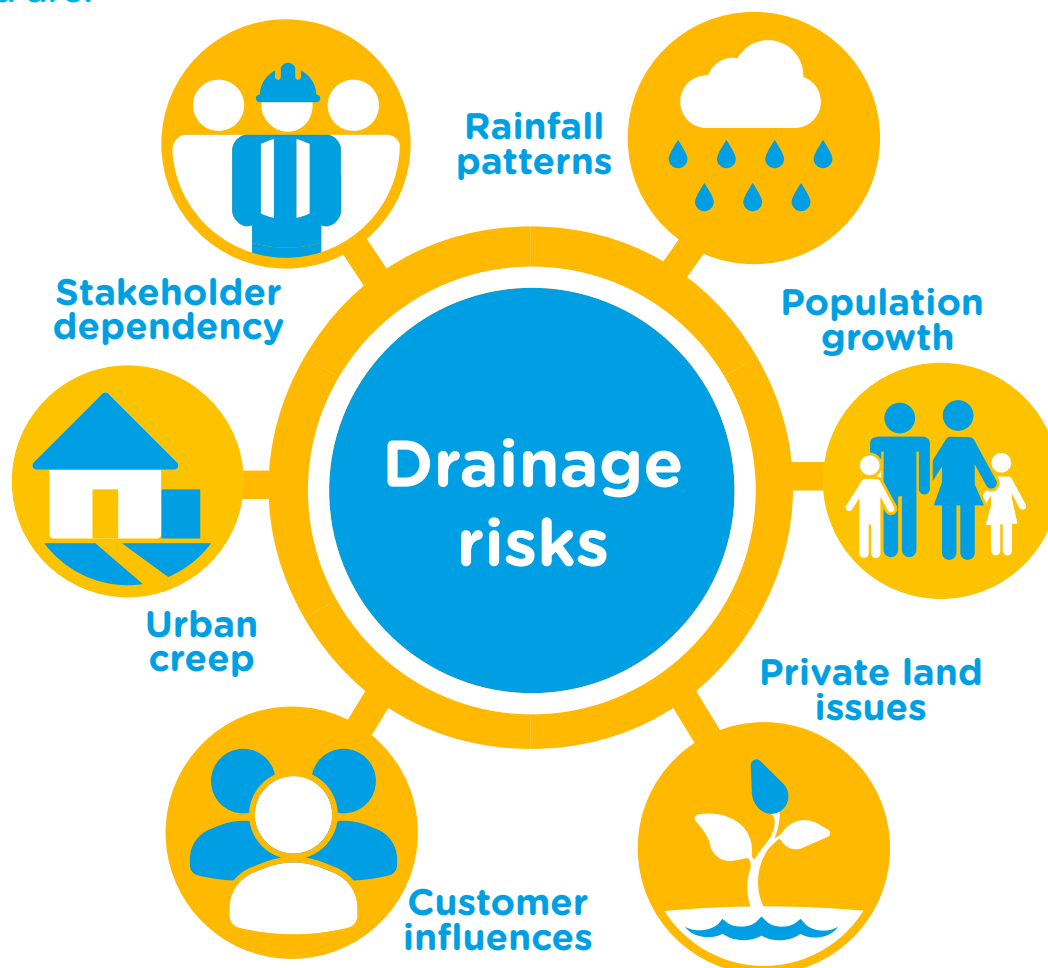 Rainfall
patterns
Stakeholder
dependency
Population
growth
Drainage
risks
Urban
creep
Private land
issues
Customer
influences